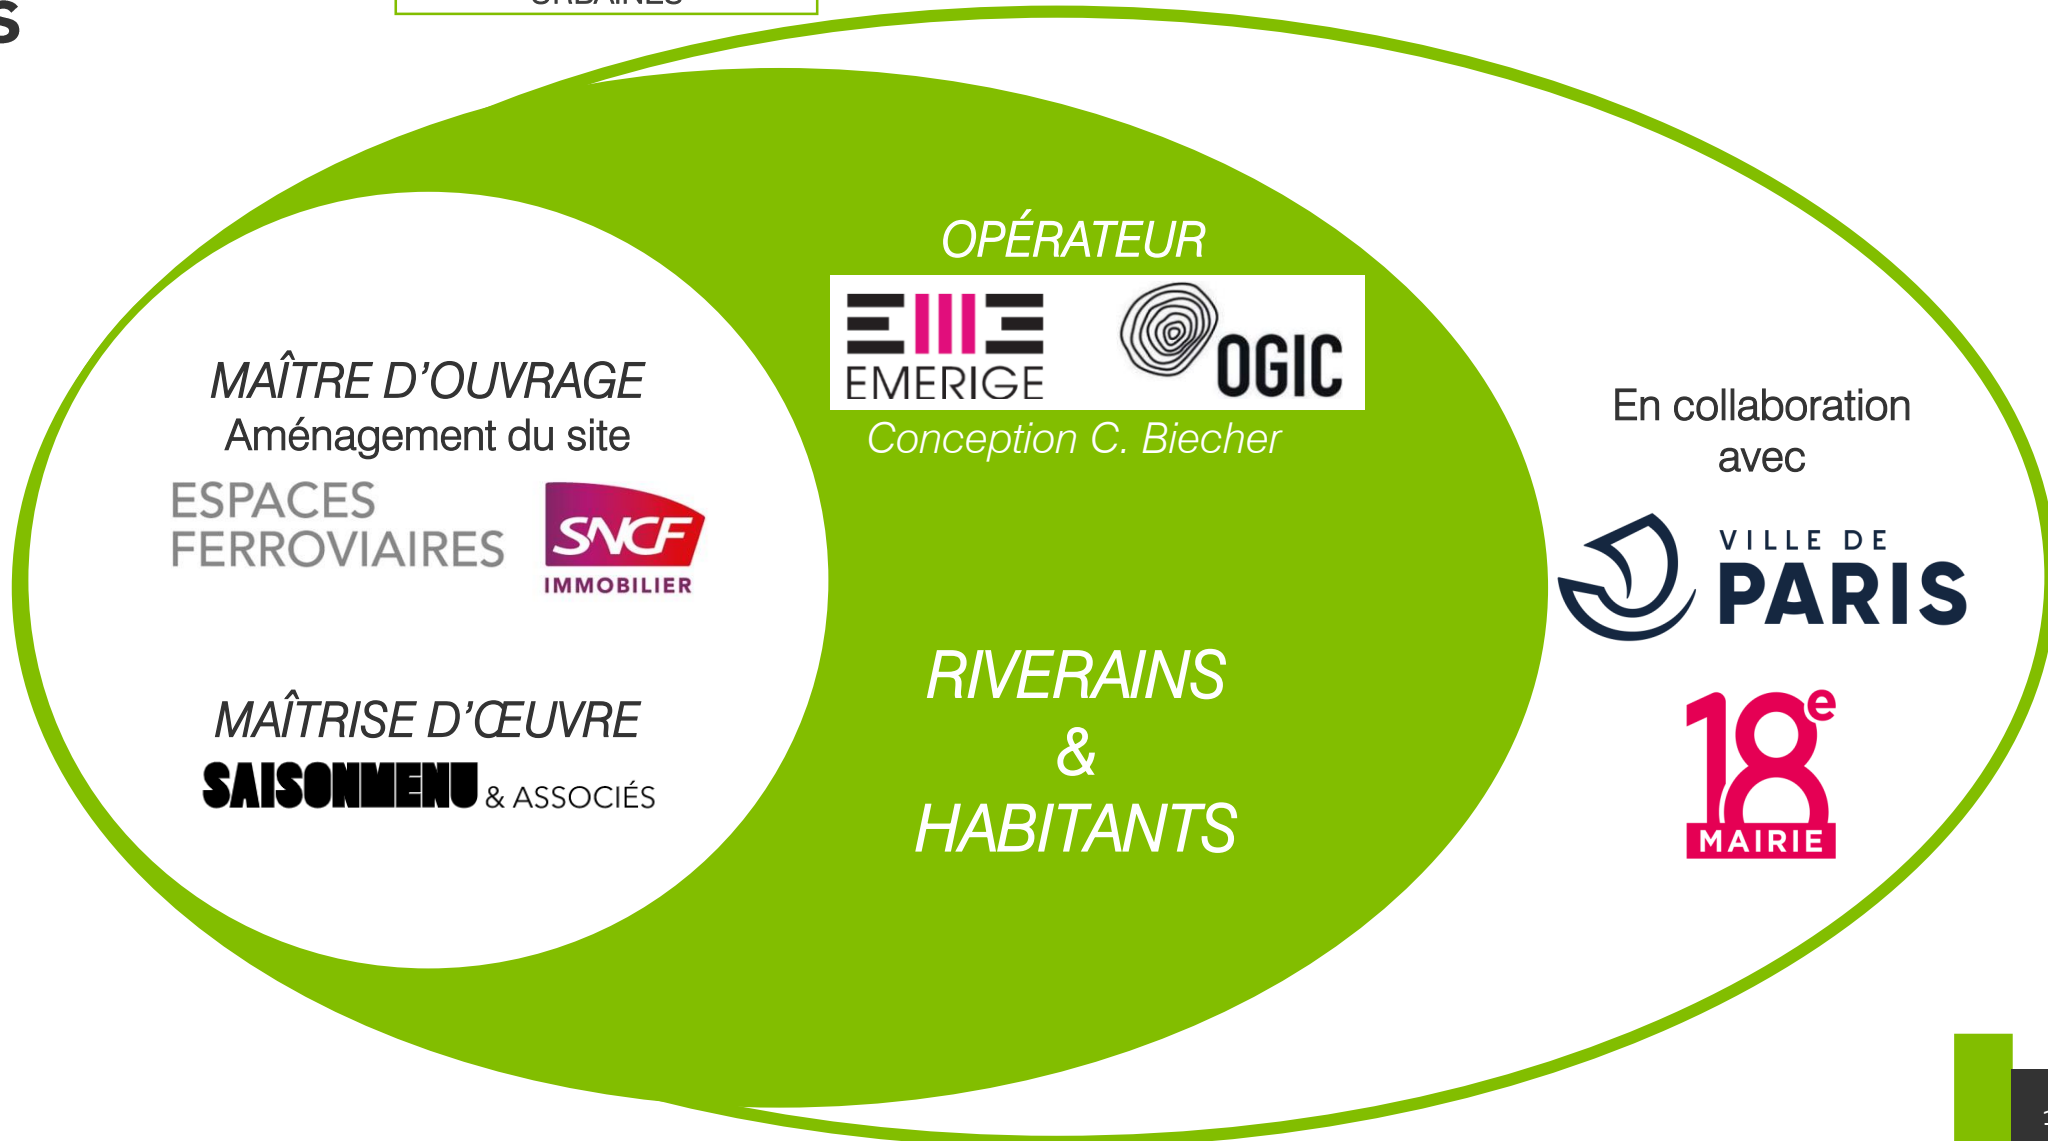 s
URBAINES
OPÉRATEUR
EMERIGE
OGIC
Conception C. Biecher
MAÎTRE D’OUVRAGE
Aménagement du site
ESPACES
FERROVIAIRES
SNCF
IMMOBILIER
MAÎTRISE D’ŒUVRE
SAISONMENU & ASSOCIÉS
RIVERAINS
&
HABITANTS
En collaboration
avec
VILLE DE
PARIS
18e
MAIRIE